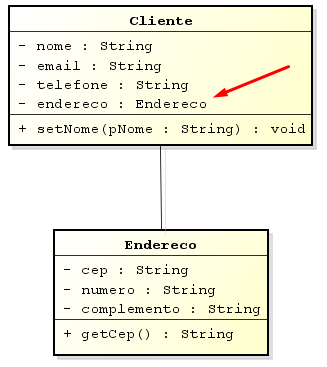 Cliente
- nome : String
- email : String
- telefone : String
- endereco : Endereco
+ setNome(pNome : String) : void
Endereco
- cep : String
- numero : String
- complemento : String
+ getCep() : String